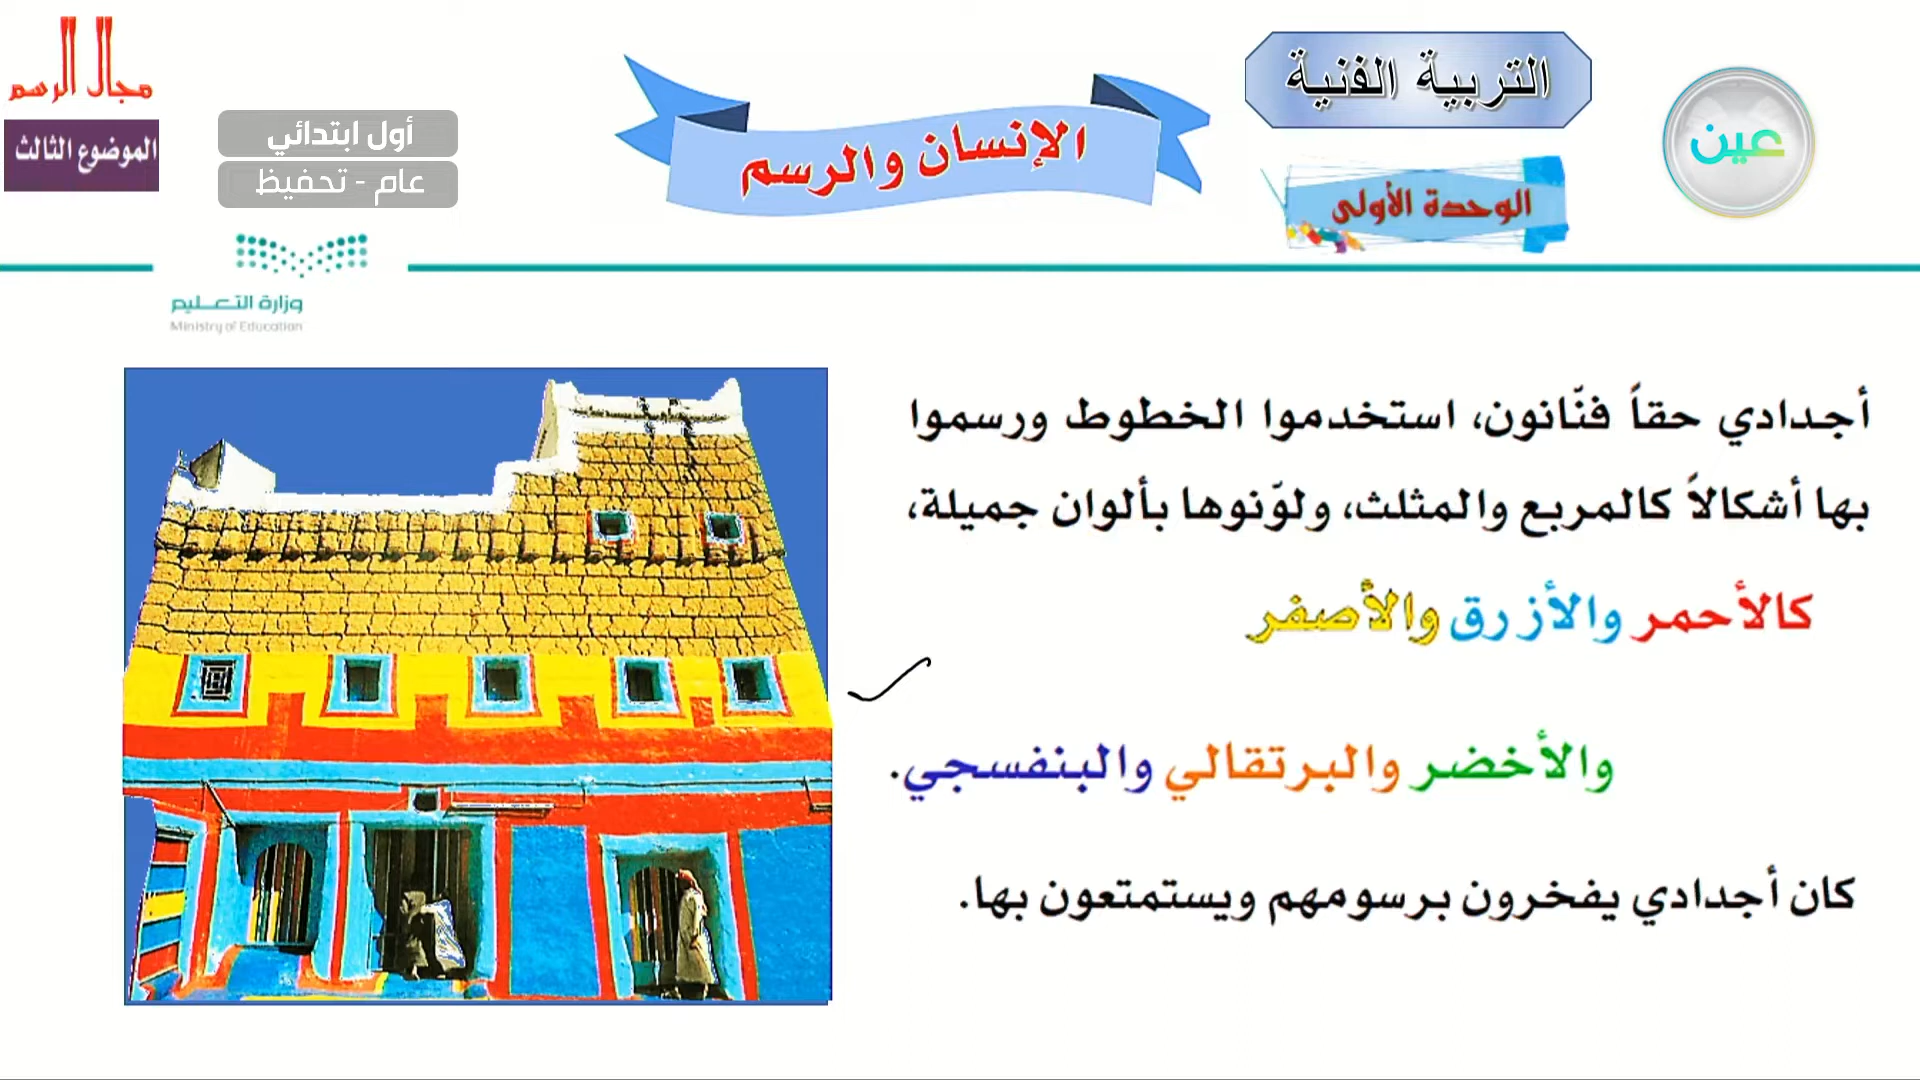 التربية الفنية
عين
الوحدة الأولى
الإنسان والرسم
مجال الرسم
الموضوع الثالث
أول ابتدائي
عام - تحفيظ
وزارة التعليم
Ministry of Education
أجدادي حقاً فنّانون، استخدموا الخطوط ورسموا
بها أشكالاً كالمربع والمثلث، ولوّنوها بألوان جميلة،
كالأحمر والأزرق والأصفر
والأخضر والبرتقالي والبنفسجي.
كان أجدادي يفخرون برسومهم ويستمتعون بها.